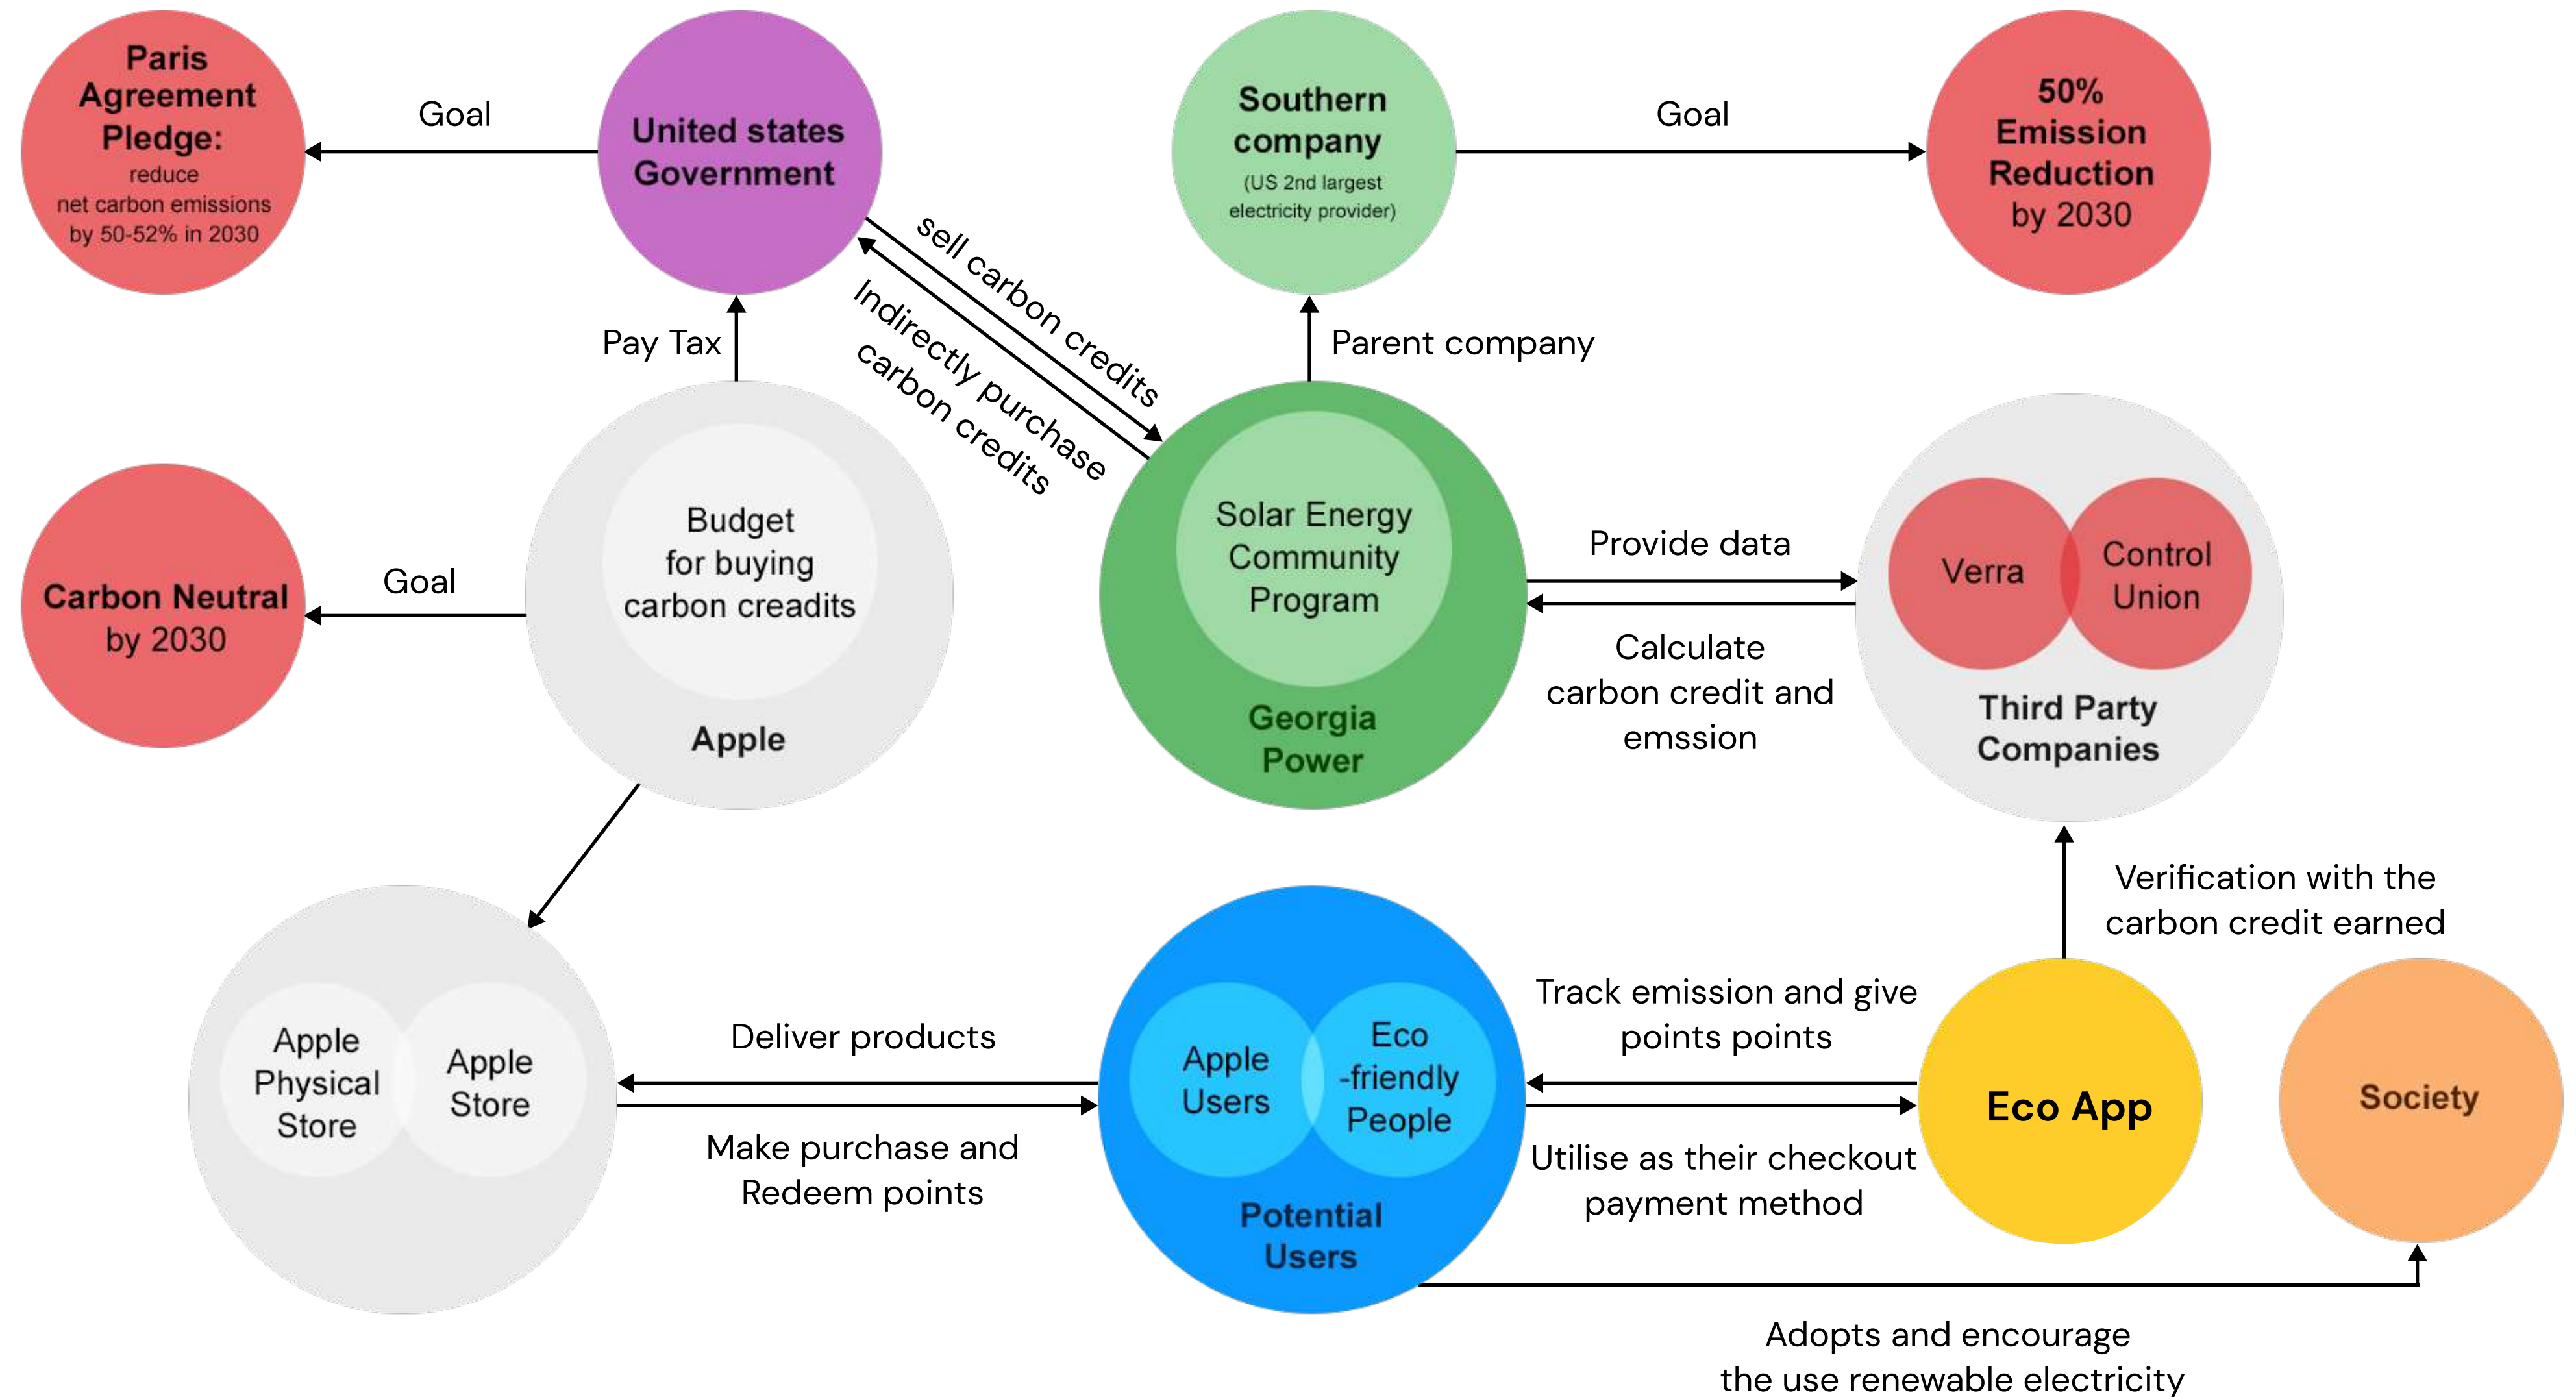 Paris
Agreement
Pledge:
reduce
net carbon emissions
by 50-52% in 2030
Goal
United states
Government
Southern
company
(US 2nd largest
electricity provider)
Goal
50%
Emission
Reduction
by 2030
sell carbon credits
Indirectly purchase
carbon credits
Pay Tax
Parent company
Carbon Neutral
by 2030
Goal
Budget
for buying
carbon creadits
Apple
Solar Energy
Community
Program
Georgia
Power
Provide data
Calculate
carbon credit and
emssion
Verra
Control
Union
Third Party
Companies
Verification with the
carbon credit earned
Apple
Physical
Store
Apple
Store
Deliver products
Make purchase and
Redeem points
Apple
Users
Eco
-friendly
People
Potential
Users
Track emission and give
points points
Utilise as their checkout
payment method
Eco App
Society
Adopts and encourage
the use renewable electricity